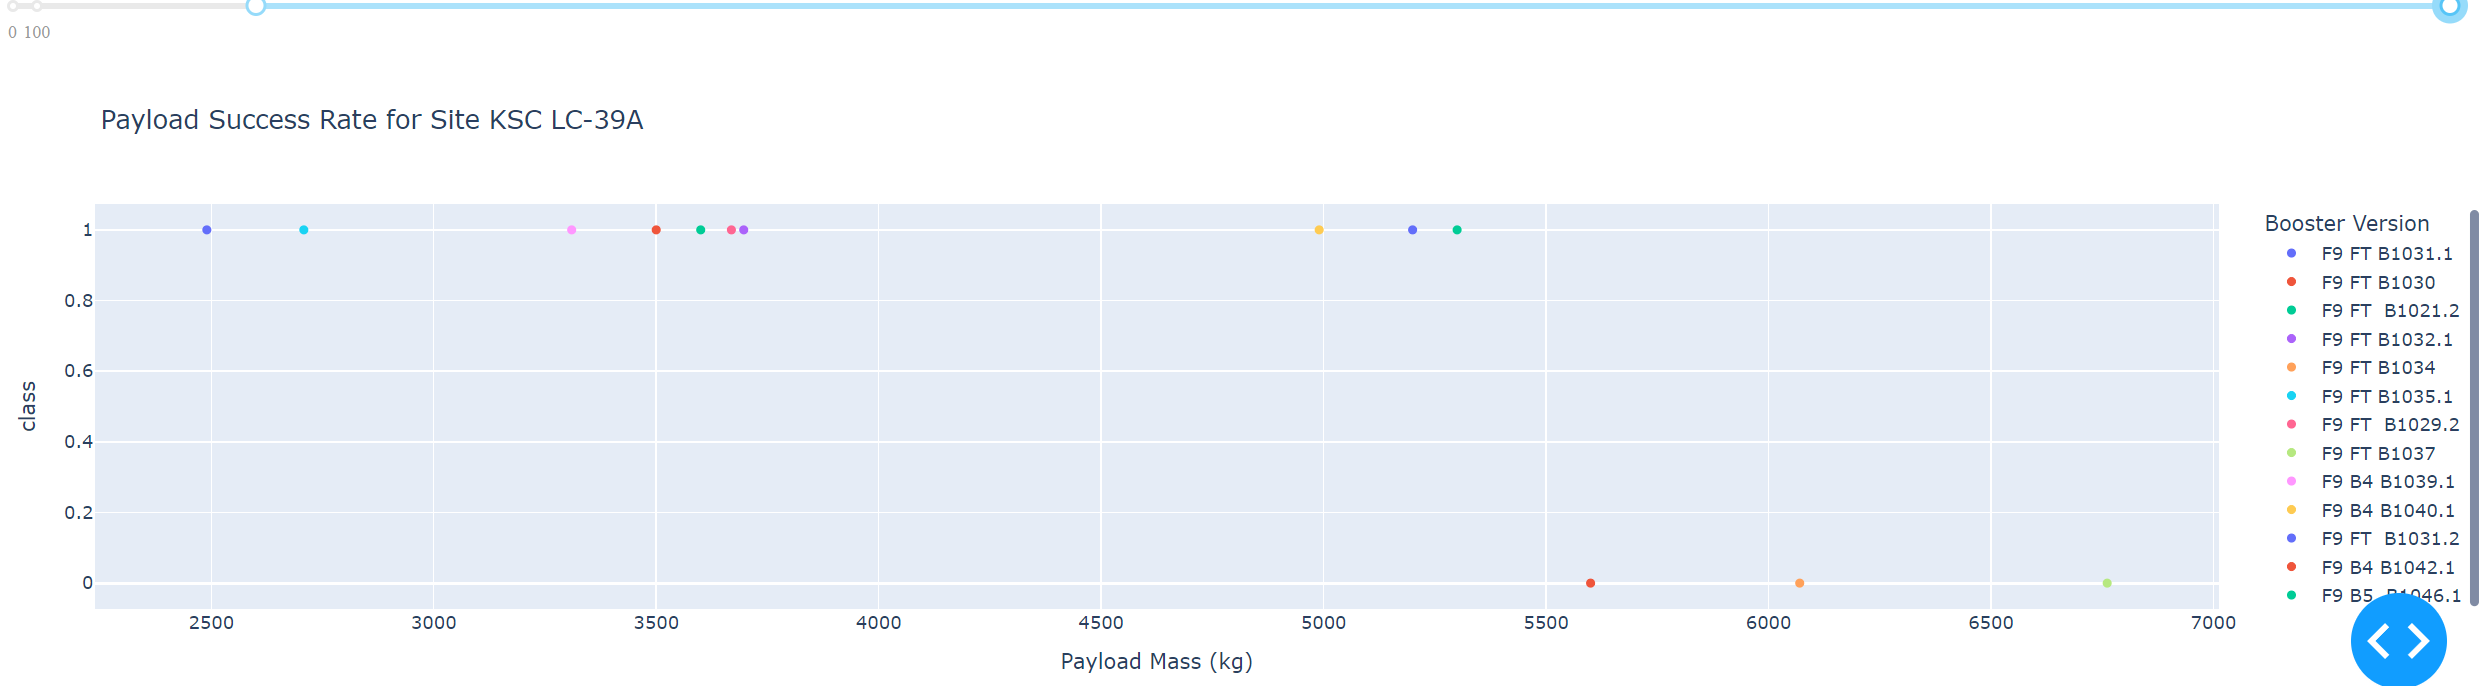 0 100
Payload Success Rate for Site KSC LC-39A
1
0.8
0.6
0.4
0.2
0
class
2500 3000 3500 4000 4500 5000 5500 6000 6500 7000
Payload Mass (kg)
Booster Version
F9 FT B1031.1
F9 FT B1030
F9 FT  B1021.2
F9 FT B1032.1
F9 FT B1034
F9 FT B1035.1
F9 FT  B1029.2
F9 FT B1037
F9 B4 B1039.1
F9 B4 B1040.1
F9 FT  B1031.2
F9 B4 B1042.1
F9 B5  B1046.1